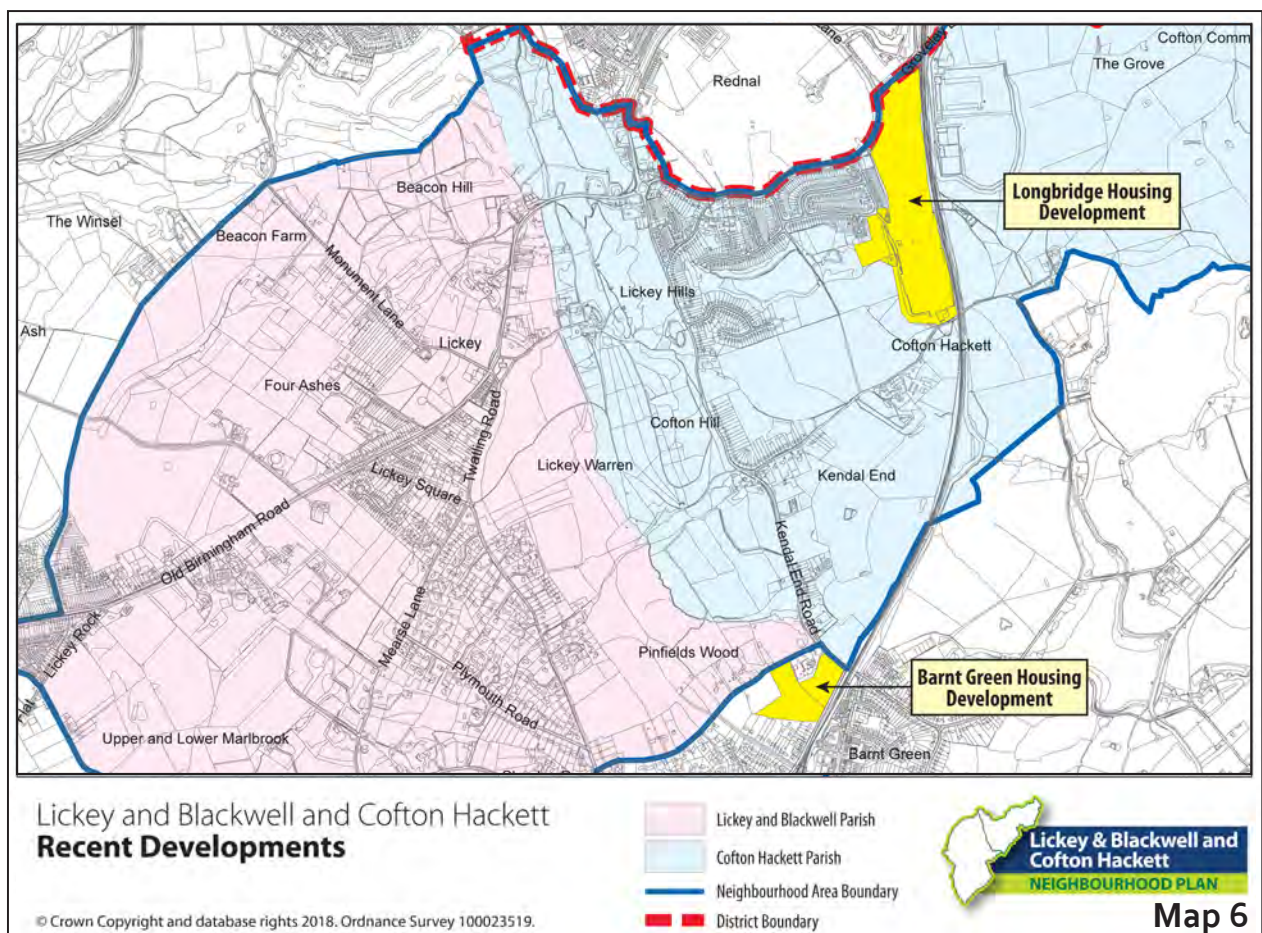 Cofton Comm
The Grove
Lane
Groveley
Rednal
Longbridge Housing
Development
Beacon Hill
The Winsel
Beacon Farm
Monument Lane
Lickey Hills
Ash
Lickey
Cofton Hackett
Four Ashes
Twatling Road
Cofton Hill
Lickey Warren
Lickey Square
Kendal End
Old Birmingham Road
Kendal End Road
Mearse Lane
Lickey Rock
Pinfields Wood
Plymouth Road
Barnt Green Housing
Development
Upper and Lower Marlbrook
Barnt Green
Lickey and Blackwell and Cofton Hackett
Recent Developments
© Crown Copyright and database rights 2018. Ordnance Survey 100023519.
Lickey and Blackwell Parish
Cofton Hackett Parish
Neighbourhood Area Boundary
District Boundary
Lickey & Blackwell and
Cofton Hackett
NEIGHBOURHOOD PLAN
Map 6